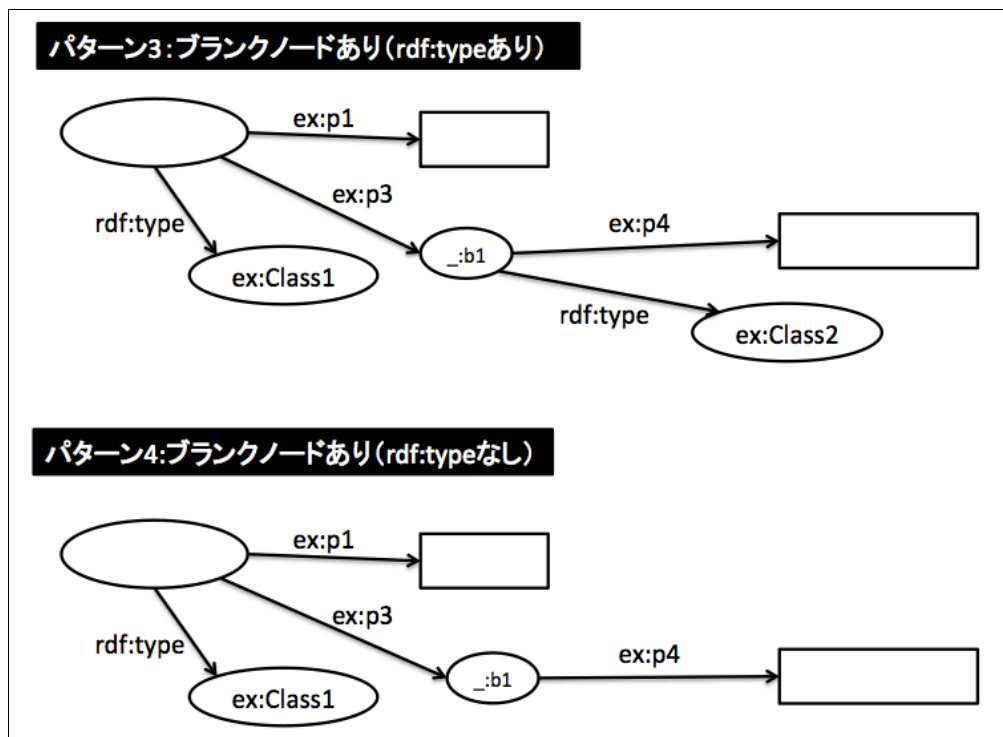 パターン3：ブランクノードあり（rdf:typeあり）
ex:p1
ex:p3
rdf:type
ex:p4
_:b1
ex:Class1
rdf:type
ex:Class2
パターン4:ブランクノードあり（rdf:typeなし）
ex:p1
ex:p3
rdf:type
ex:p4
_:b1
ex:Class1